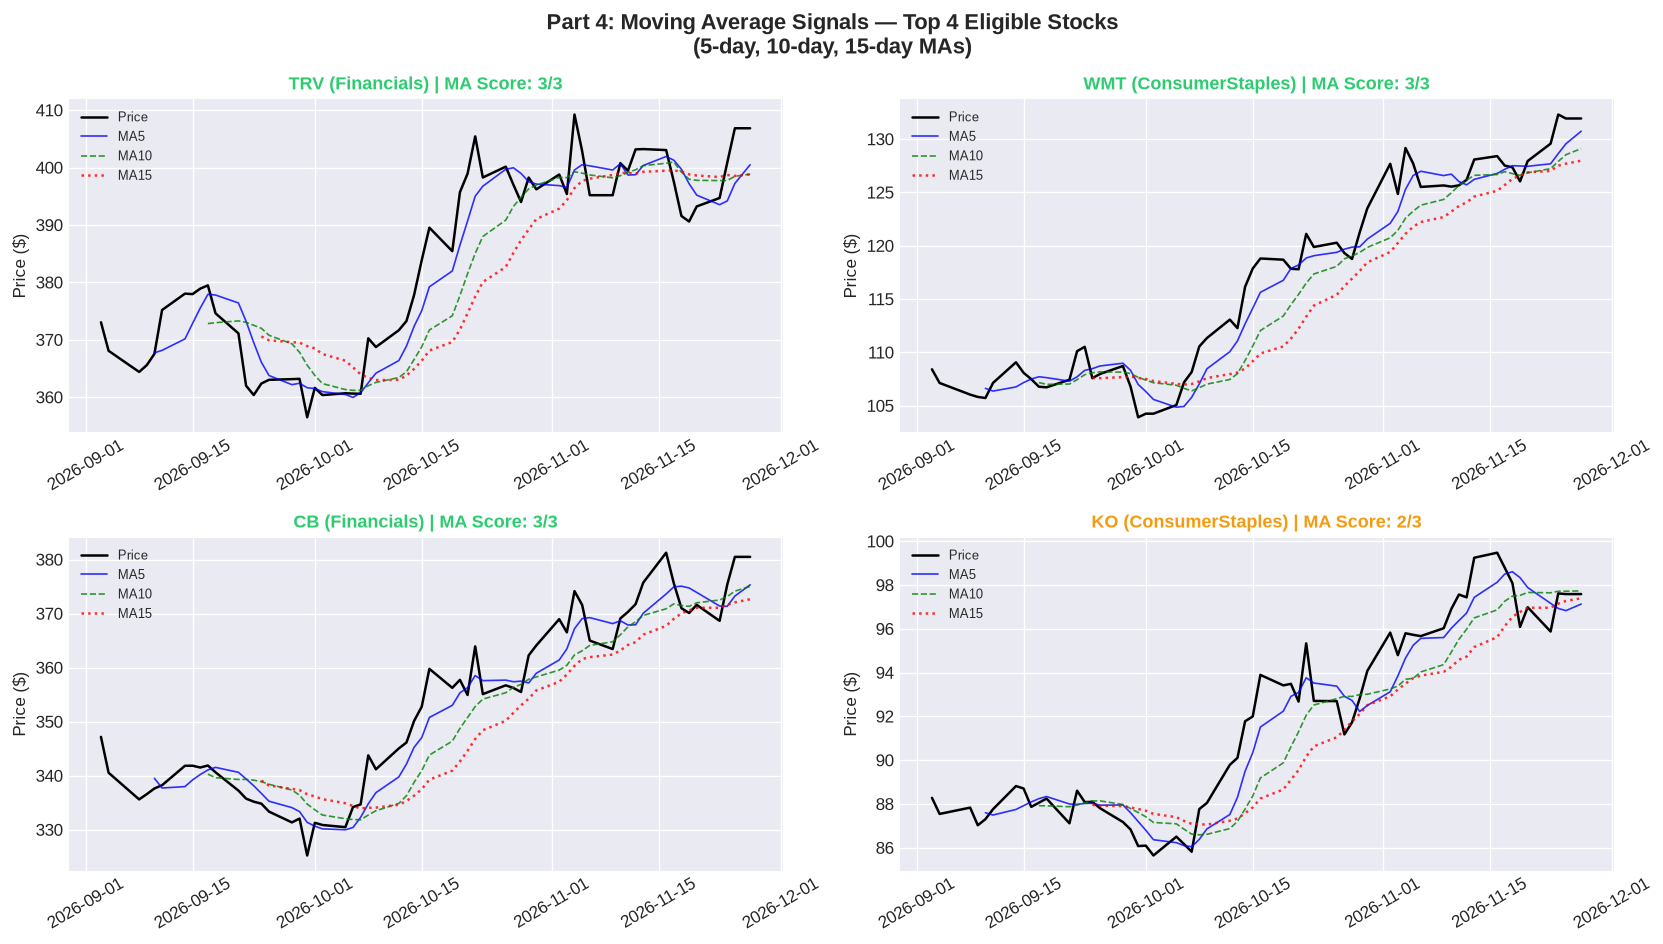 Part 4: Moving Average Signals — Top 4 Eligible Stocks
(5-day, 10-day, 15-day MAs)
TRV (Financials) | MA Score: 3/3
Price ($)
410
400
390
380
370
360
Price
MA5
MA10
MA15
2026-09-01
2026-09-15
2026-10-01
2026-10-15
2026-11-01
2026-11-15
2026-12-01
WMT (ConsumerStaples) | MA Score: 3/3
Price ($)
130
125
120
115
110
105
Price
MA5
MA10
MA15
2026-09-01
2026-09-15
2026-10-01
2026-10-15
2026-11-01
2026-11-15
2026-12-01
CB (Financials) | MA Score: 3/3
Price ($)
380
370
360
350
340
330
Price
MA5
MA10
MA15
2026-09-01
2026-09-15
2026-10-01
2026-10-15
2026-11-01
2026-11-15
2026-12-01
KO (ConsumerStaples) | MA Score: 2/3
Price ($)
100
98
96
94
92
90
88
86
Price
MA5
MA10
MA15
2026-09-01
2026-09-15
2026-10-01
2026-10-15
2026-11-01
2026-11-15
2026-12-01